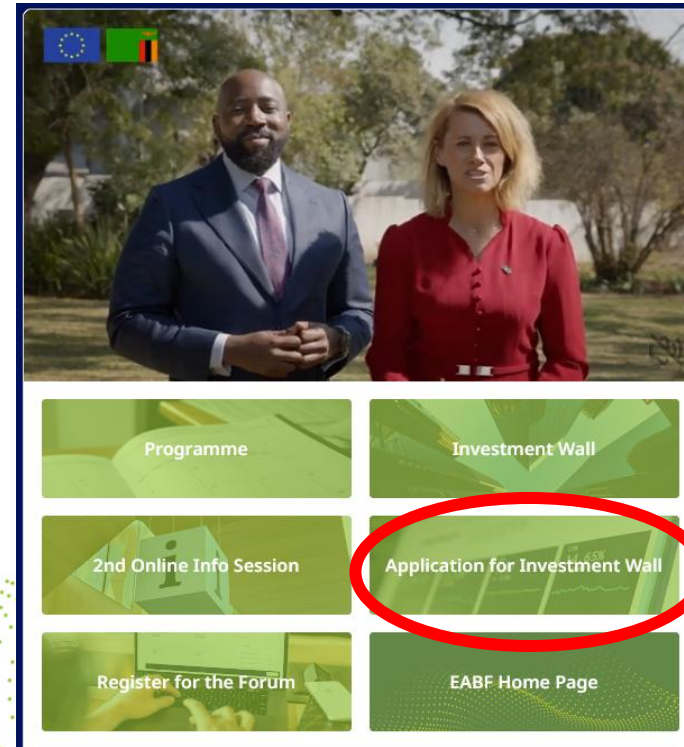 Programme
Investment Wall
2nd Online Info Session
Application for Investment Wall
Register for the Forum
EABF Home Page